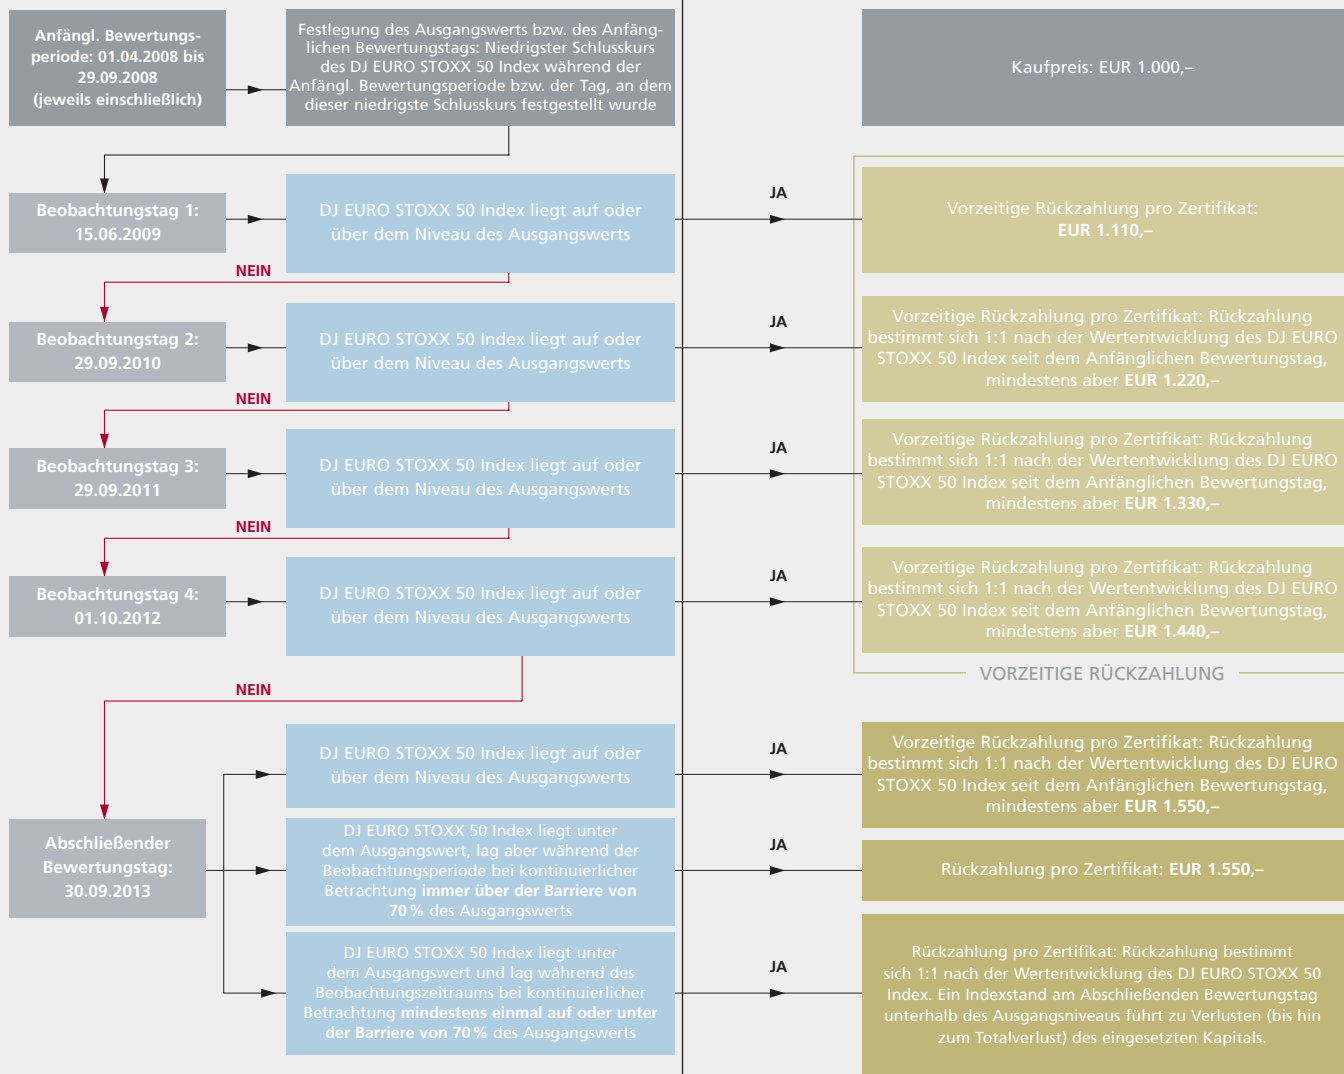 Anfängl. Bewertungs-
periode: 01.04.2008 bis
29.09.2008
(jeweils einschließlich)
Festlegung des Ausgangswerts bzw. des Anfäng-
lichen Bewertungstags: Niedrigster Schlusskurs
des DJ EURO STOXX 50 Index während der
Anfängl. Bewertungsperiode bzw. der Tag, an dem
dieser niedrigste Schlusskurs festgestellt wurde
Kaufpreis: EUR 1.000,–
Beobachtungstag 1:
15.06.2009
DJ EURO STOXX 50 Index liegt auf oder
über dem Niveau des Ausgangswerts
JA
Vorzeitige Rückzahlung pro Zertifikat:
EUR 1.110,–
NEIN
Beobachtungstag 2:
29.09.2010
DJ EURO STOXX 50 Index liegt auf oder
über dem Niveau des Ausgangswerts
JA
Vorzeitige Rückzahlung pro Zertifikat: Rückzahlung
bestimmt sich 1:1 nach der Wertentwicklung des DJ EURO
STOXX 50 Index seit dem Anfänglichen Bewertungstag,
mindestens aber EUR 1.220,–
NEIN
Beobachtungstag 3:
29.09.2011
DJ EURO STOXX 50 Index liegt auf oder
über dem Niveau des Ausgangswerts
JA
Vorzeitige Rückzahlung pro Zertifikat: Rückzahlung
bestimmt sich 1:1 nach der Wertentwicklung des DJ EURO
STOXX 50 Index seit dem Anfänglichen Bewertungstag,
mindestens aber EUR 1.330,–
NEIN
Beobachtungstag 4:
01.10.2012
DJ EURO STOXX 50 Index liegt auf oder
über dem Niveau des Ausgangswerts
JA
Vorzeitige Rückzahlung pro Zertifikat: Rückzahlung
bestimmt sich 1:1 nach der Wertentwicklung des DJ EURO
STOXX 50 Index seit dem Anfänglichen Bewertungstag,
mindestens aber EUR 1.440,–
VORZEITIGE RÜCKZAHLUNG
NEIN
Abschließender
Bewertungstag:
30.09.2013
DJ EURO STOXX 50 Index liegt auf oder
über dem Niveau des Ausgangswerts
JA
Vorzeitige Rückzahlung pro Zertifikat: Rückzahlung
bestimmt sich 1:1 nach der Wertentwicklung des DJ EURO
STOXX 50 Index seit dem Anfänglichen Bewertungstag,
mindestens aber EUR 1.550,–
DJ EURO STOXX 50 Index liegt unter
dem Ausgangswert, lag aber während der
Beobachtungsperiode bei kontinuierlicher
Betrachtung immer über der Barriere von
70 % des Ausgangswerts
JA
Rückzahlung pro Zertifikat: EUR 1.550,–
DJ EURO STOXX 50 Index liegt unter
dem Ausgangswert und lag während des
Beobachtungszeitraums bei kontinuierlicher
Betrachtung mindestens einmal auf oder unter
der Barriere von 70 % des Ausgangswerts
JA
Rückzahlung pro Zertifikat: Rückzahlung bestimmt
sich 1:1 nach der Wertentwicklung des DJ EURO STOXX 50
Index. Ein Indexstand am Abschließenden Bewertungstag
unterhalb des Ausgangsniveaus führt zu Verlusten (bis hin
zum Totalverlust) des eingesetzten Kapitals.